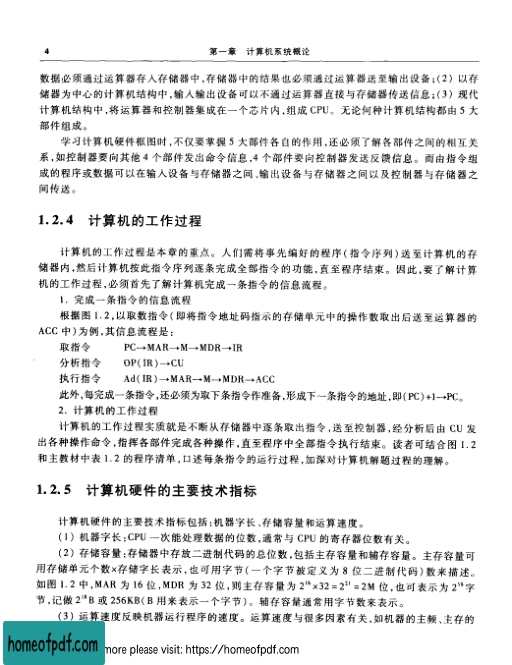 4
第一章　计算机系统概论
数据必须通过运算器存入存储器中,存储器中的结果也必须通过运算器送至输出设备;(2) 以存
储器为中心的计算机结构中,输入输出设备可以不通过运算器直接与存储器传送信息;(3) 现代
计算机结构中,将运算器和控制器集成在一个芯片内,组成 CPU。无论何种计算机结构都由 5 大
部件组成。
学习计算机硬件框图时,不仅要掌握 5 大部件各自的作用,还必须了解各部件之间的相互关
系,如控制器要向其他 4 个部件发出命令信息,4 个部件要向控制器发送反馈信息。而由指令组
成的程序或数据可以在输入设备与存储器之间、输出设备与存储器之间以及控制器与存储器之
间传送。
1.2.4　计算机的工作过程
计算机的工作过程是本章的重点。人们需将事先编好的程序(指令序列)送至计算机的存
储器内,然后计算机按此指令序列逐条完成全部指令的功能,直至程序结束。因此,要了解计算
机的工作过程,必须首先了解计算机完成一条指令的信息流程。
1. 完成一条指令的信息流程
根据图 1.2,以取数指令(即将指令地址码指示的存储单元中的操作数取出后送至运算器的
ACC 中)为例,其信息流程是:
取指令　PC→MAR→M→MDR→IR
分析指令　OP(IR)→CU
执行指令　Ad(IR)→MAR→M→MDR→ACC
此外,每完成一条指令,还必须为取下条指令作准备,形成下一条指令的地址,即(PC)+1→PC。
2. 计算机的工作过程
计算机的工作过程实质就是不断从存储器中逐条取出指令,送至控制器,经分析后由 CU 发
出各种操作命令,指挥各部件完成各种操作,直至程序中全部指令执行结束。读者可结合图 1.2
和主教材中表 1.2 的程序清单,口述每条指令的运行过程,加深对计算机解题过程的理解。
1.2.5　计算机硬件的主要技术指标
计算机硬件的主要技术指标包括:机器字长、存储容量和运算速度。
(1) 机器字长:CPU 一次能处理数据的位数,通常与 CPU 的寄存器位数有关。
(2) 存储容量:存储器中存放二进制代码的总位数,包括主存容量和辅存容量。主存容量可
用存储单元个数×存储字长表示,也可用字节(一个字节被定义为 8 位二进制代码)数来描述。
如图 1.2 中,MAR 为 16 位,MDR 为 32 位,则主存容量为 2¹⁶×32=2²¹=2M 位,也可表示为 2¹⁸字
节,记做 2¹⁸B 或 256KB(B 用来表示一个字节)。辅存容量通常用字节数来表示。
(3) 运算速度反映机器运行程序的速度。运算速度与很多因素有关,如机器的主频、主存的
homeofpdf.com
more please visit: https://homeofpdf.com